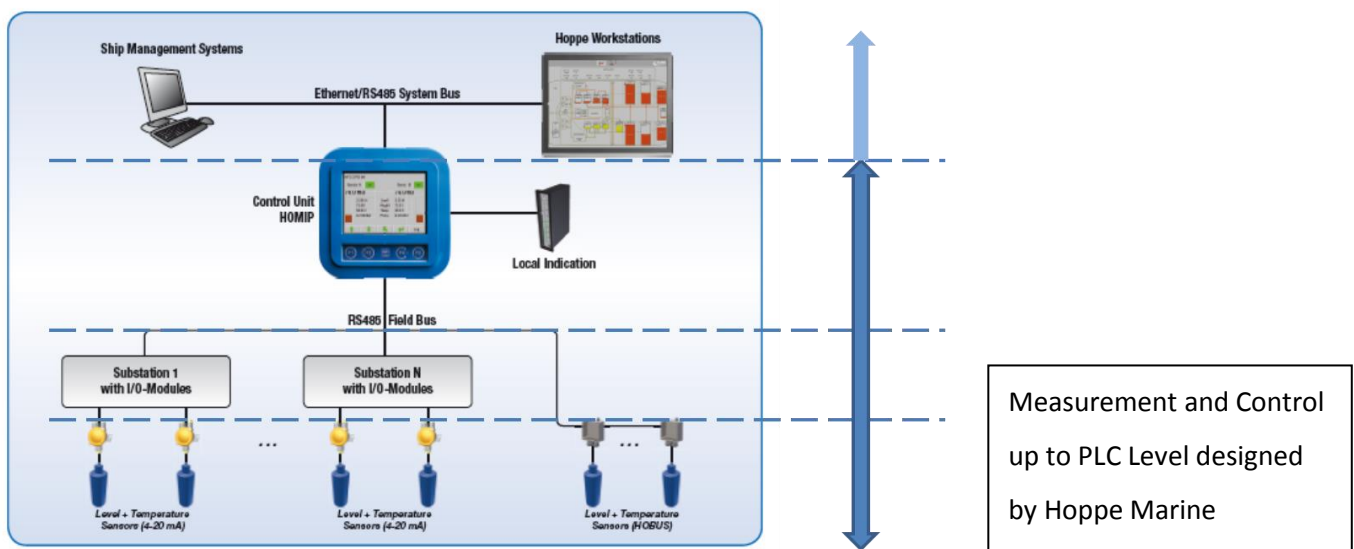 Ship Management Systems
Hoppe Workstations
Ethernet/RS485 System Bus
Control Unit
HOMIP
Local Indication
RS485 Field Bus
Substation 1
with I/O-Modules
Substation N
with I/O-Modules
...
...
...
Level + Temperature
Sensors (4-20 mA)
Level + Temperature
Sensors (4-20 mA)
Level + Temperature
Sensors (HOBUS)
Measurement and Control
up to PLC Level designed
by Hoppe Marine